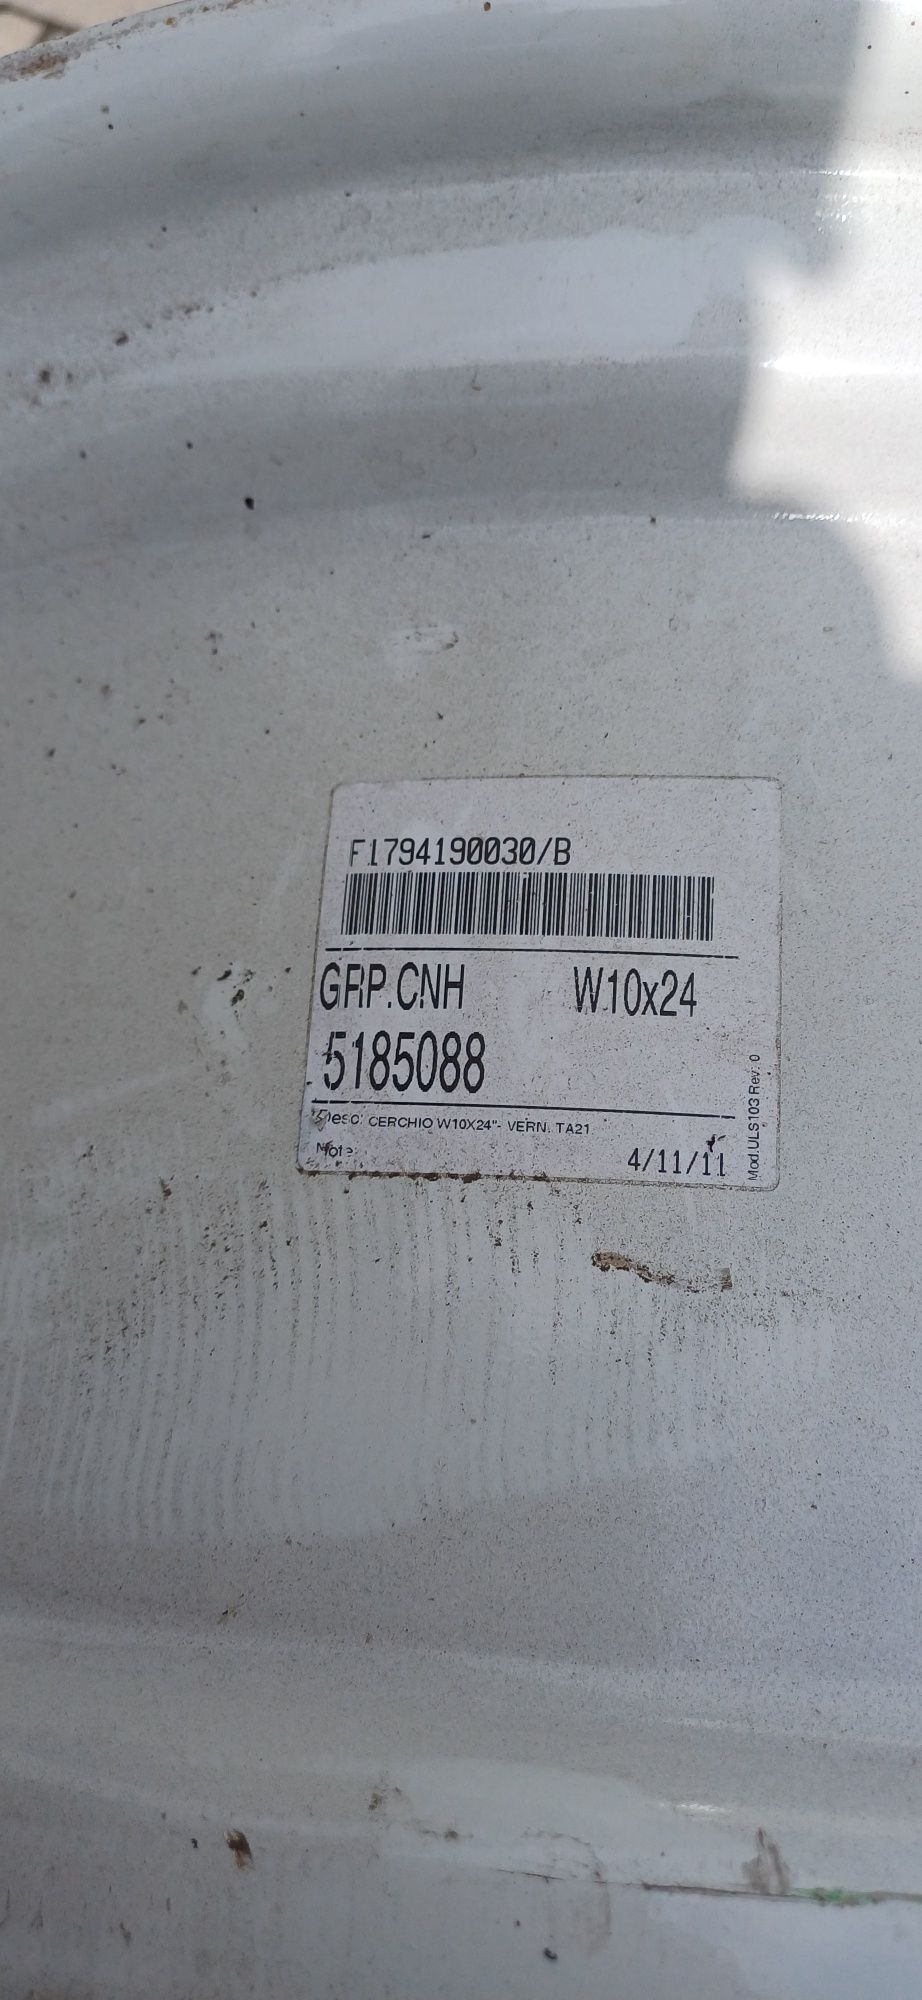 F1794190030/B
GRP.CNH W10x24
5185088
Desc: CERCHIO W10X24"- VERN. TA21
Note
4/11/11
Mod.ULS103 Rev. 0